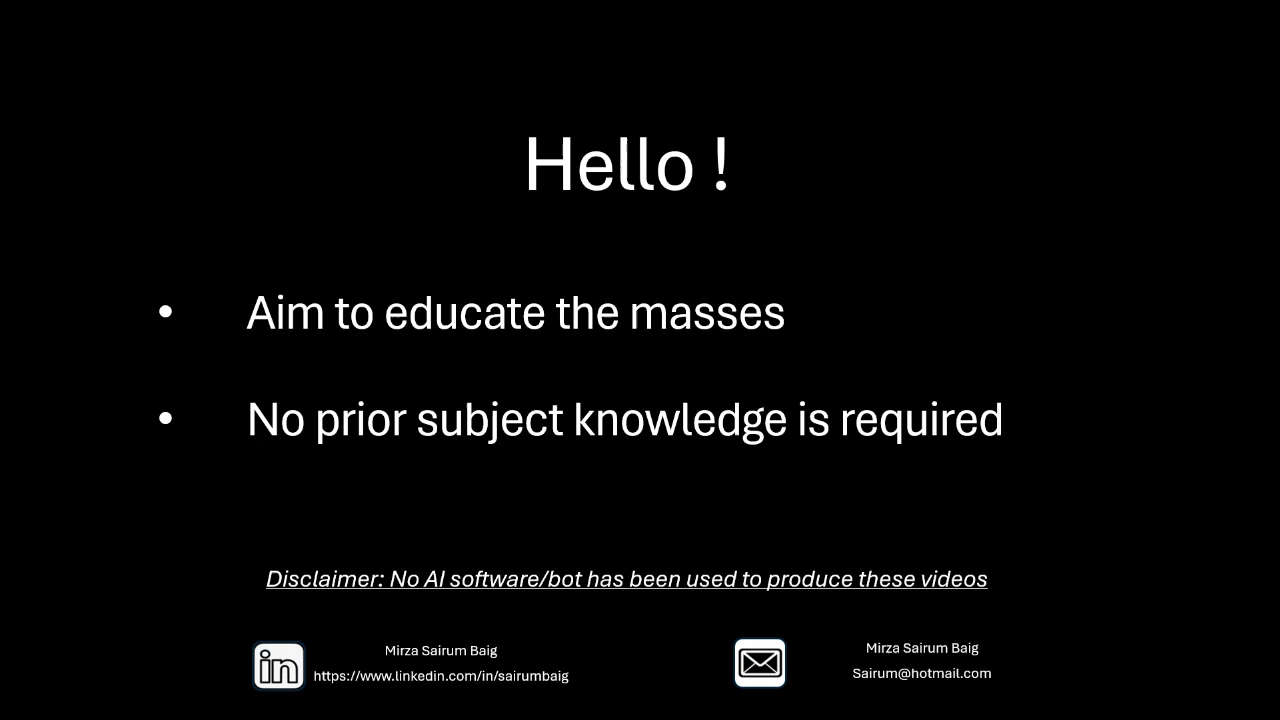 Hello !
• Aim to educate the masses
• No prior subject knowledge is required
Disclaimer: No AI software/bot has been used to produce these videos
in
Mirza Sairum Baig
https://www.linkedin.com/in/sairumbaig
Mirza Sairum Baig
Sairum@hotmail.com